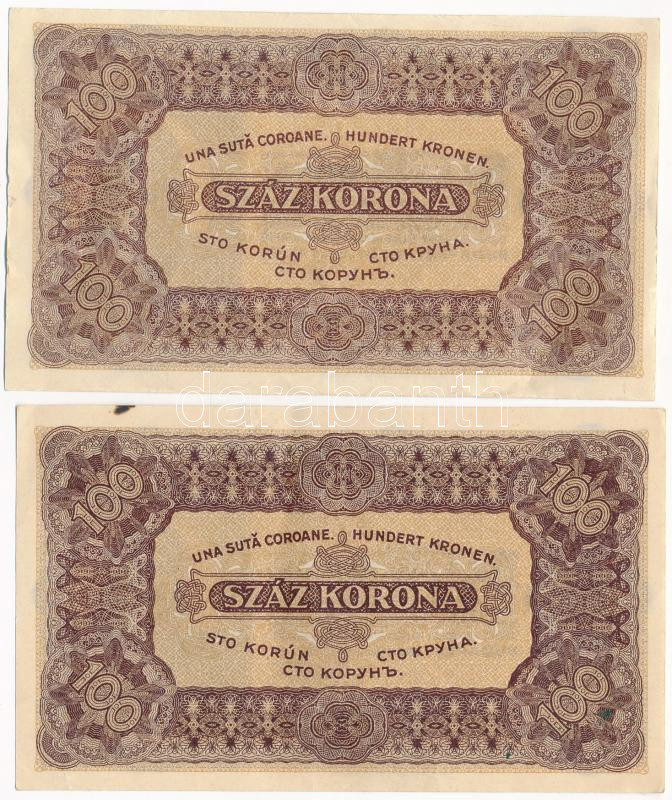 100 100
UNA SUTĂ COROANE. HUNDERT KRONEN.
SZÁZ KORONA
STO KORÚN СТО КРУНА.
СТО КОРУНЪ.
100 100
darabanth
100 100
UNA SUTĂ COROANE. HUNDERT KRONEN.
SZÁZ KORONA
STO KORÚN СТО КРУНА.
СТО КОРУНЪ.
100 100